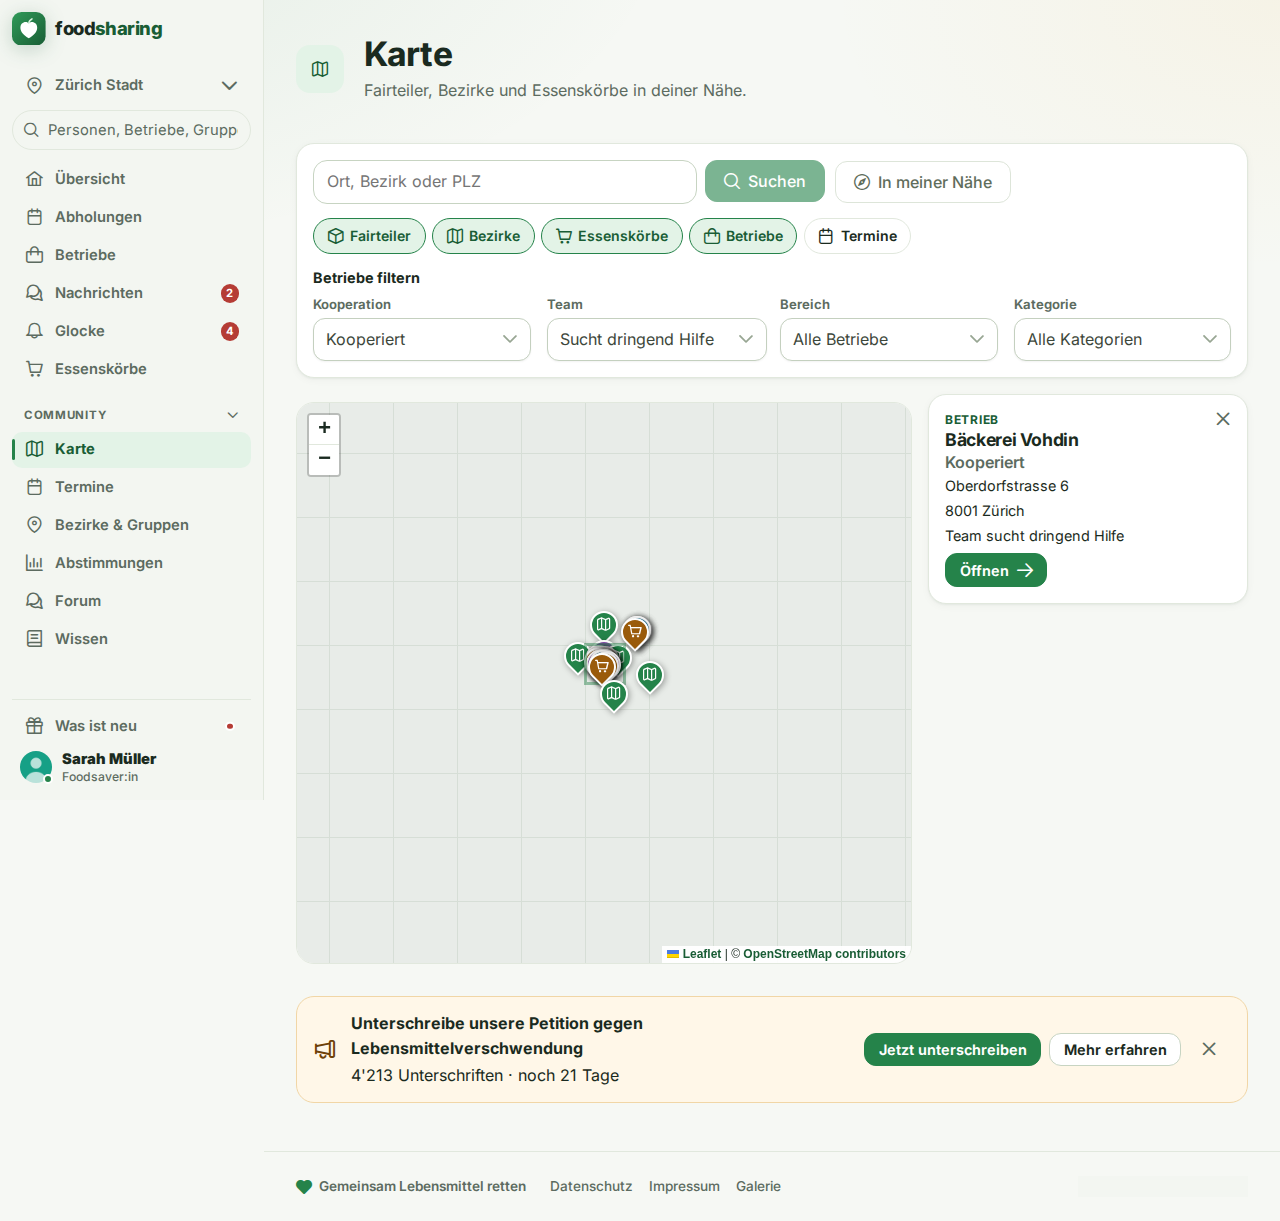 foodsharing
Zürich Stadt
Personen, Betriebe, Grupp
Übersicht
Abholungen
Betriebe
Nachrichten 2
Glocke 4
Essenskörbe
COMMUNITY
Karte
Termine
Bezirke & Gruppen
Abstimmungen
Forum
Wissen
Was ist neu
Sarah Müller
Foodsaver:in
Karte
Fairteiler, Bezirke und Essenskörbe in deiner Nähe.
Ort, Bezirk oder PLZ
Suchen
In meiner Nähe
Fairteiler
Bezirke
Essenskörbe
Betriebe
Termine
Betriebe filtern
Kooperation
Team
Bereich
Kategorie
Kooperiert
Sucht dringend Hilfe
Alle Betriebe
Alle Kategorien
+
−
Leaflet | © OpenStreetMap contributors
BETRIEB
Bäckerei Vohdin
Kooperiert
Oberdorfstrasse 6
8001 Zürich
Team sucht dringend Hilfe
Öffnen
Unterschreibe unsere Petition gegen
Lebensmittelverschwendung
4'213 Unterschriften · noch 21 Tage
Jetzt unterschreiben
Mehr erfahren
Gemeinsam Lebensmittel retten
Datenschutz
Impressum
Galerie